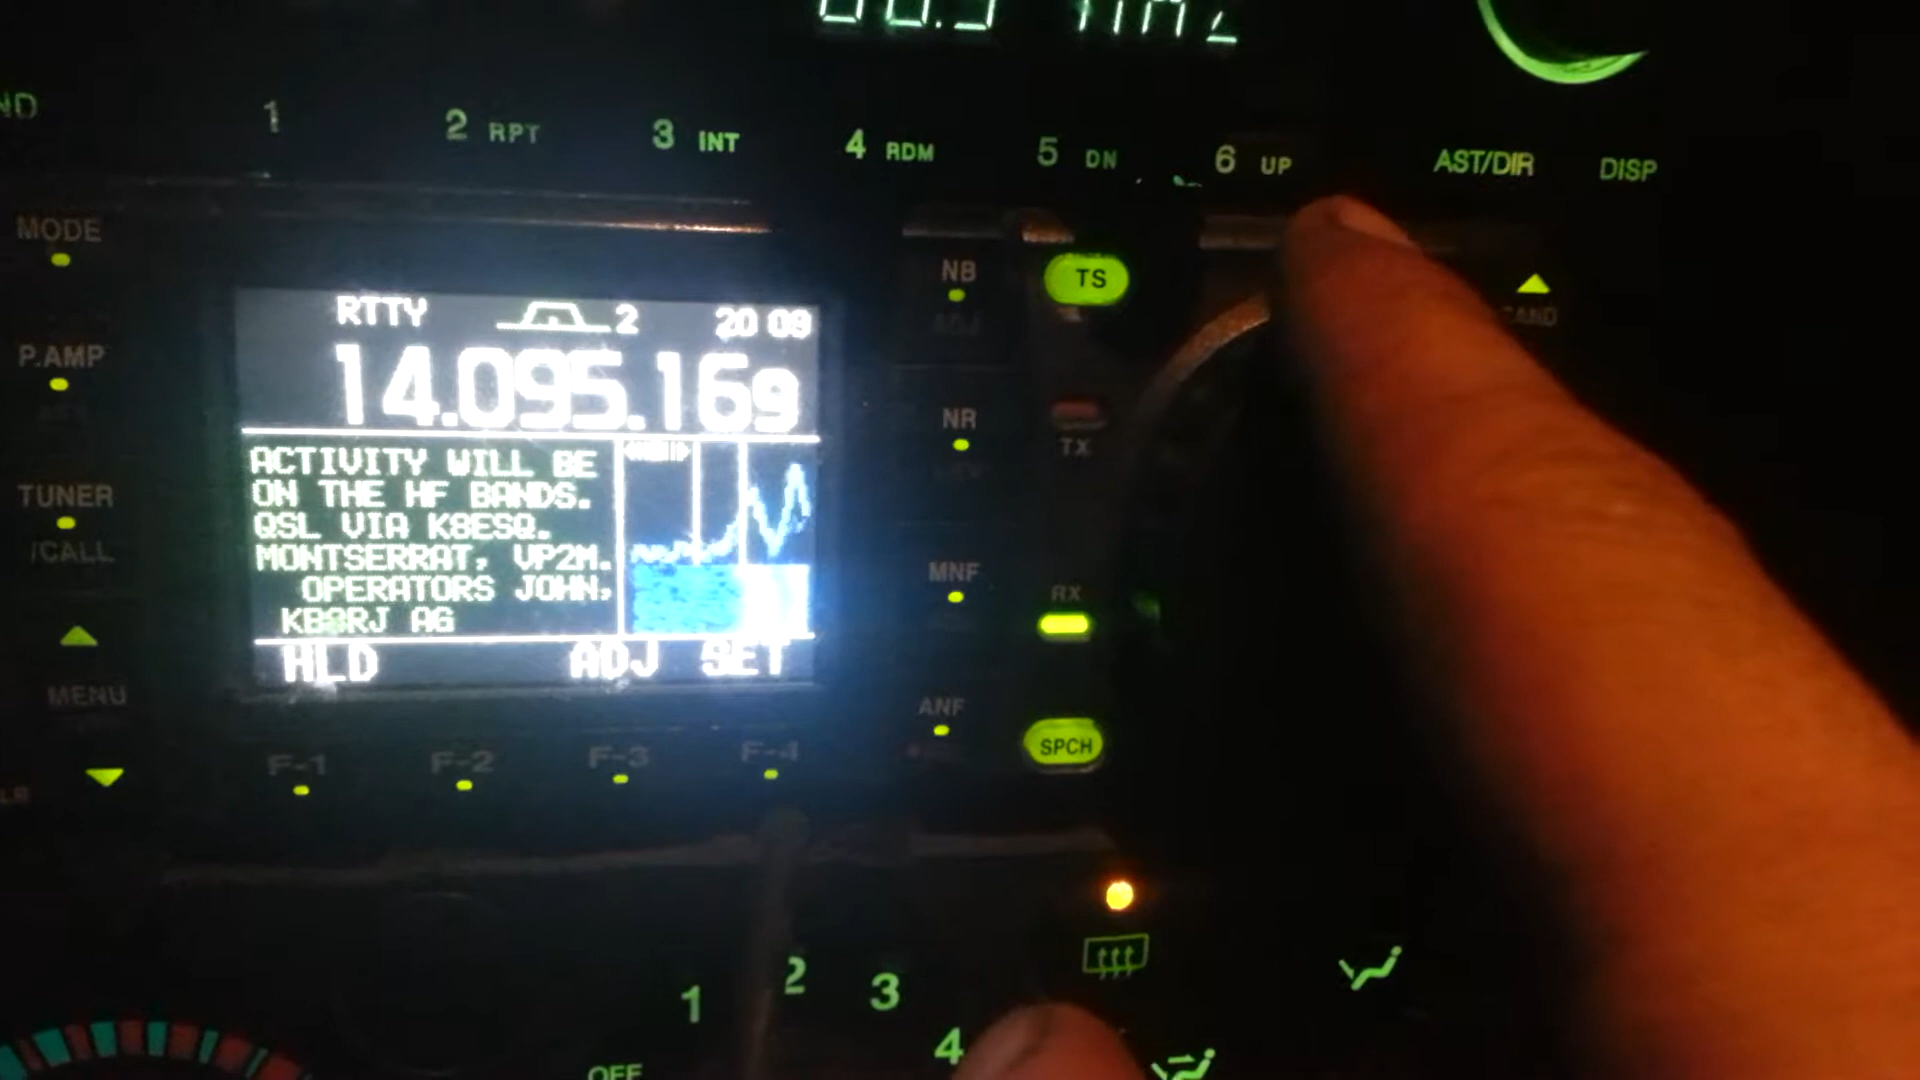 1 2 RPT 3 INT 4 RDM 5 DN 6 UP AST/DIR DISP
MODE
P.AMP
TUNER
/CALL
MENU
RTTY 2 20 09
14.095.169
ACTIVITY WILL BE
ON THE HF BANDS.
QSL VIA K8ESQ.
MONTSERRAT, VP2M.
OPERATORS JOHN,
KB8RJ AG
HLD ADJ SET
F-1 F-2 F-3 F-4
NB
ADJ
NR
MNF
ANF
TS
TX
RX
SPCH
1 2 3 4
OFF